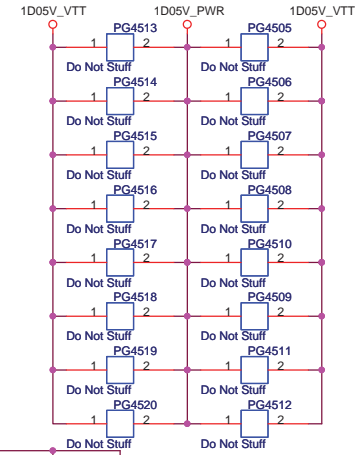 1D05V_VTT 1D05V_PWR 1D05V_VTT
PG4513 PG4505
1 2 1 2
Do Not Stuff Do Not Stuff
PG4514 PG4506
1 2 1 2
Do Not Stuff Do Not Stuff
PG4515 PG4507
1 2 1 2
Do Not Stuff Do Not Stuff
PG4516 PG4508
1 2 1 2
Do Not Stuff Do Not Stuff
PG4517 PG4510
1 2 1 2
Do Not Stuff Do Not Stuff
PG4518 PG4509
1 2 1 2
Do Not Stuff Do Not Stuff
PG4519 PG4511
1 2 1 2
Do Not Stuff Do Not Stuff
PG4520 PG4512
1 2 1 2
Do Not Stuff Do Not Stuff